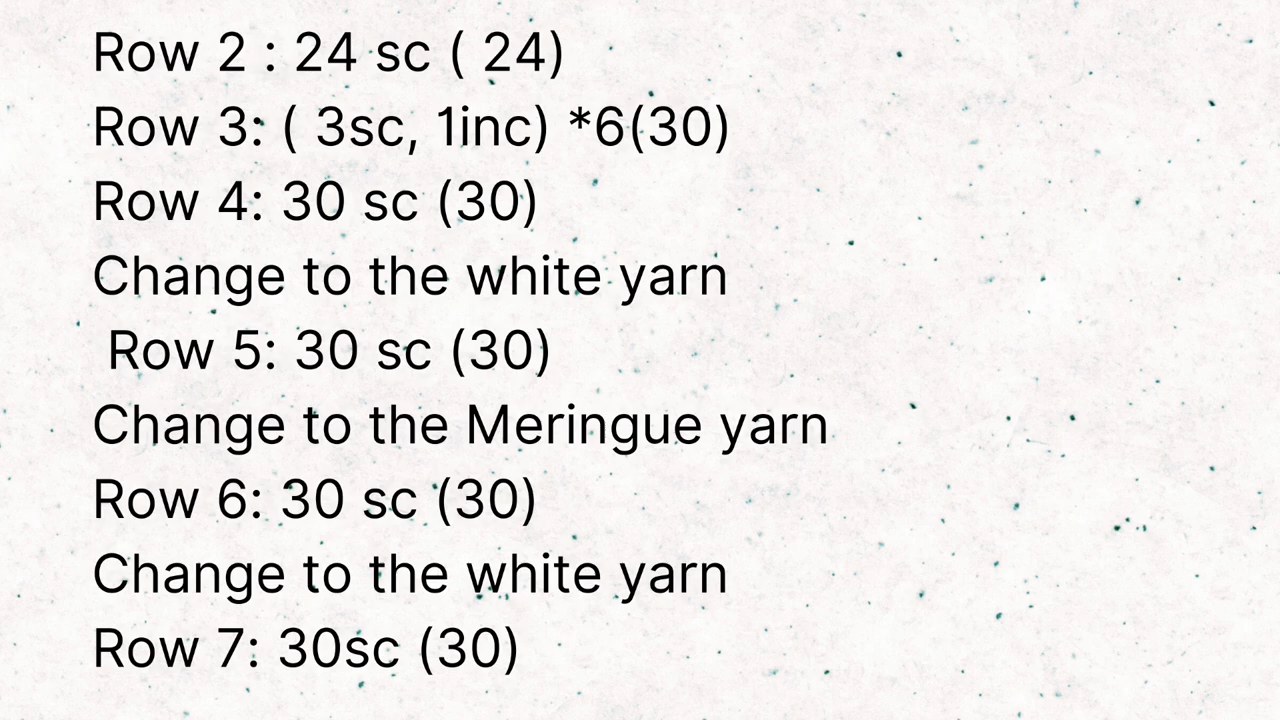 Row 2 : 24 sc ( 24)
Row 3: ( 3sc, 1inc) *6(30)
Row 4: 30 sc (30)
Change to the white yarn
Row 5: 30 sc (30)
Change to the Meringue yarn
Row 6: 30 sc (30)
Change to the white yarn
Row 7: 30sc (30)